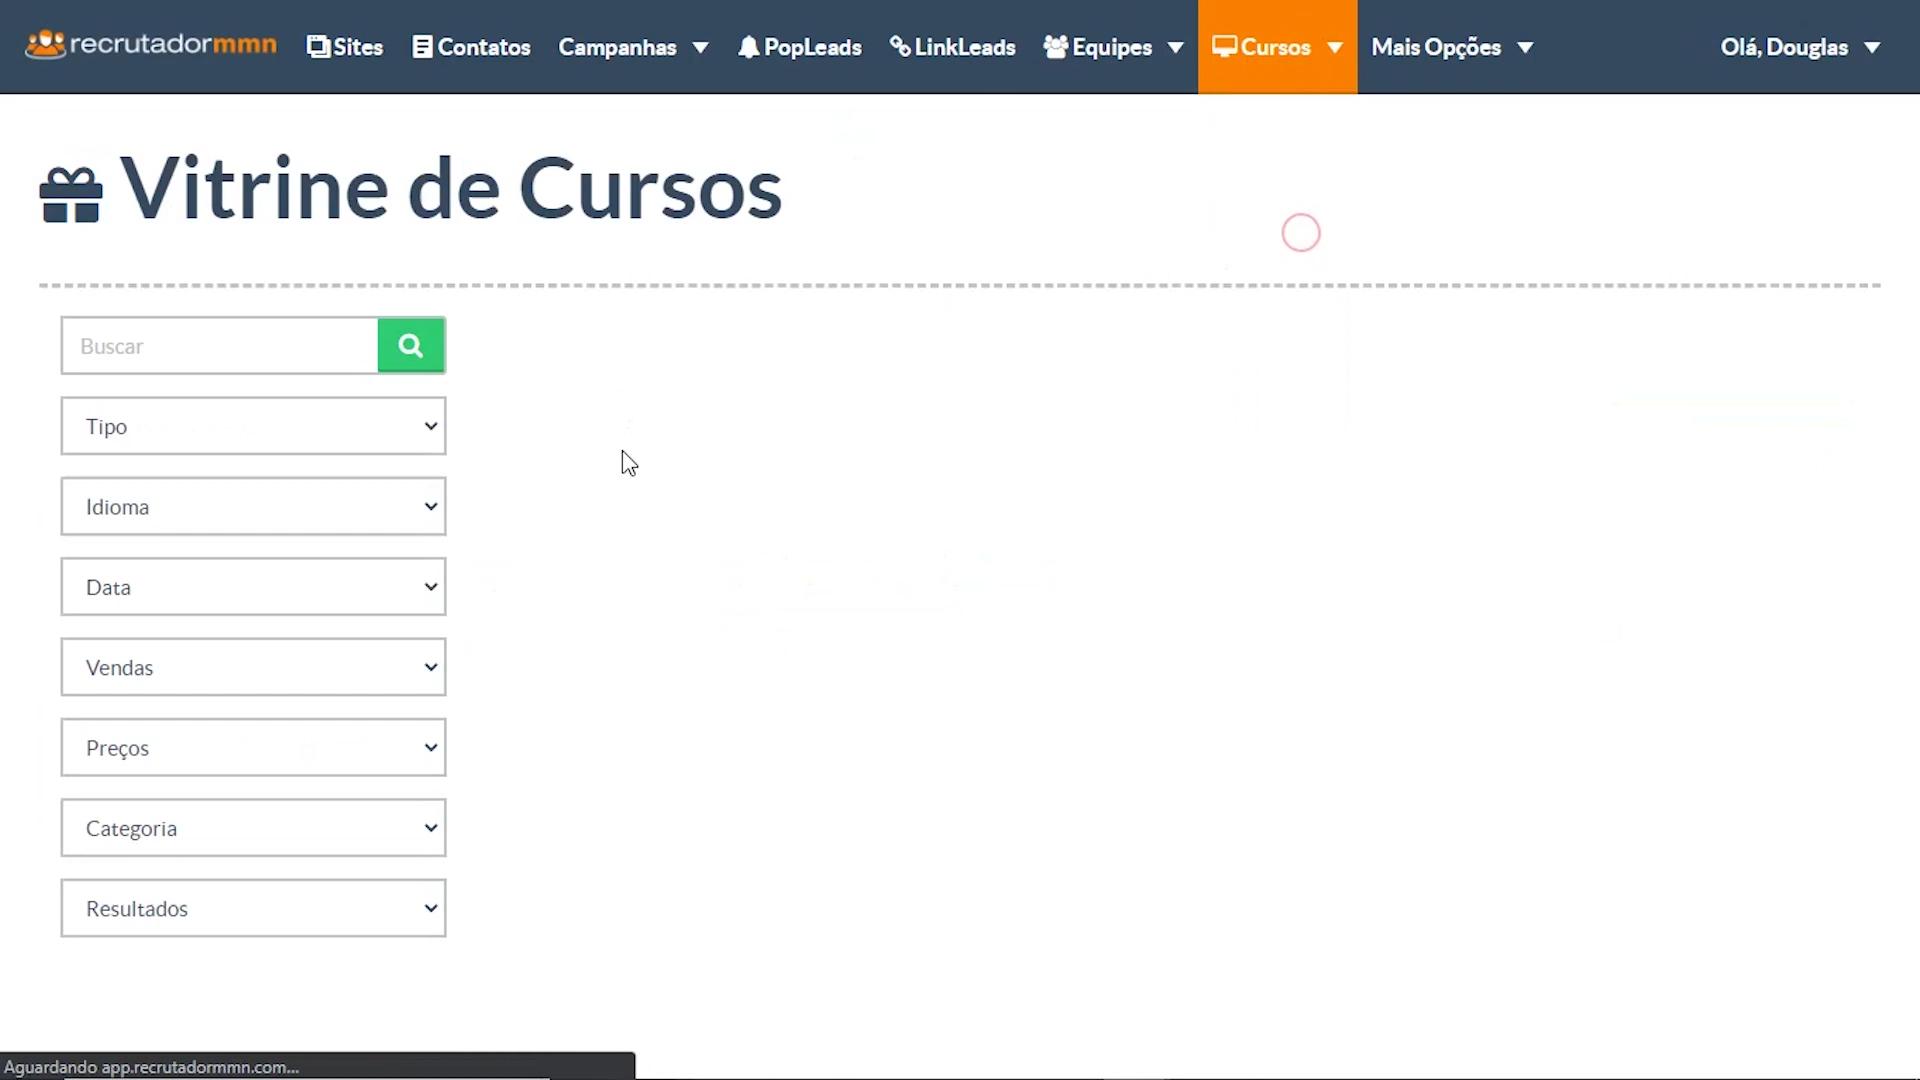 recrutadormmn Sites Contatos Campanhas PopLeads LinkLeads Equipes Cursos Mais Opções Olá, Douglas
Vitrine de Cursos
Buscar
Tipo
Idioma
Data
Vendas
Preços
Categoria
Resultados
Aguardando app.recrutadormmn.com...